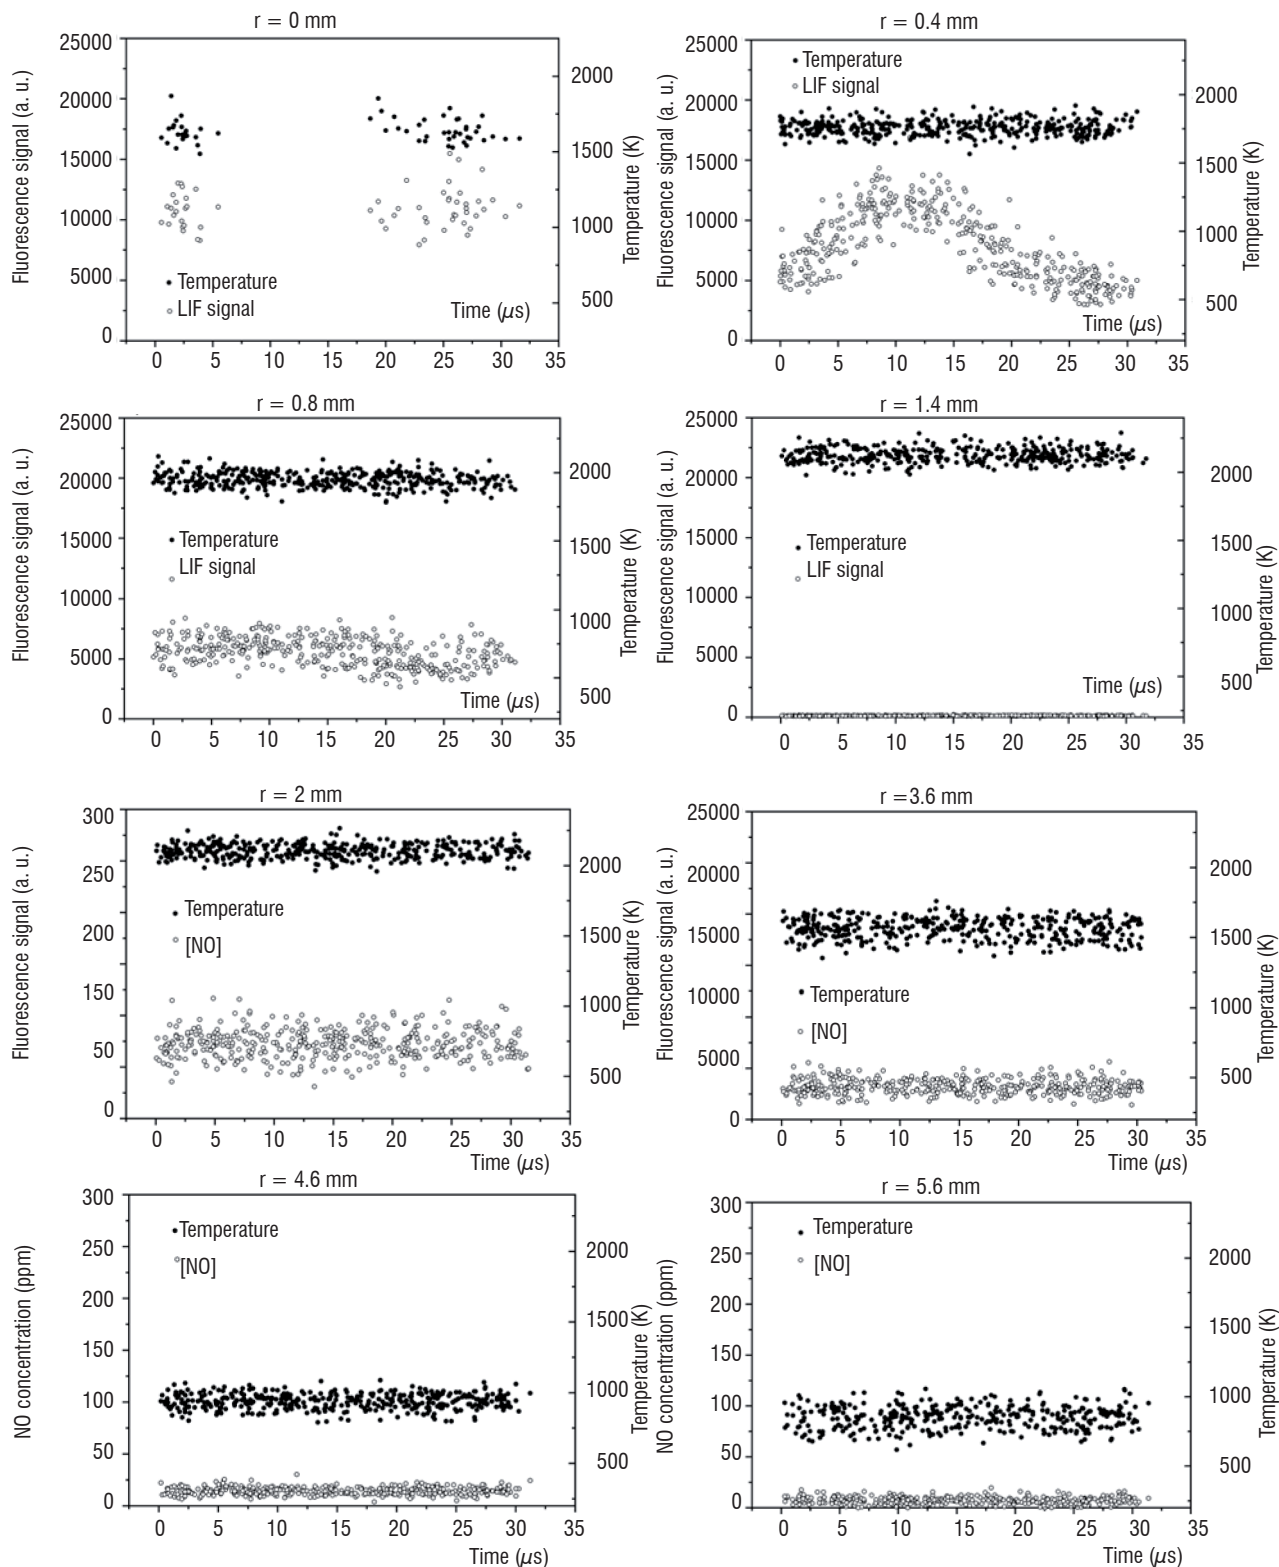 r = 0 mm
Fluorescence signal (a. u.)
25000
20000
15000
10000
5000
0
Temperature
LIF signal
Time (μs)
0 5 10 15 20 25 30 35
2000
1500
1000
500
Temperature (K)
r = 0.4 mm
Fluorescence signal (a. u.)
25000
20000
15000
10000
5000
0
Temperature
LIF signal
Time (μs)
0 5 10 15 20 25 30 35
2000
1500
1000
500
Temperature (K)
r = 0.8 mm
Fluorescence signal (a. u.)
25000
20000
15000
10000
5000
0
Temperature
LIF signal
Time (μs)
0 5 10 15 20 25 30 35
2000
1500
1000
500
Temperature (K)
r = 1.4 mm
Fluorescence signal (a. u.)
25000
20000
15000
10000
5000
0
Temperature
LIF signal
Time (μs)
0 5 10 15 20 25 30 35
2000
1500
1000
500
Temperature (K)
r = 2 mm
Fluorescence signal (a. u.)
300
250
200
150
50
0
Temperature
[NO]
0 5 10 15 20 25 30 35
Time (μs)
2000
1500
1000
500
Temperature (K)
r =3.6 mm
Fluorescence signal (a. u.)
25000
20000
15000
10000
5000
0
Temperature
[NO]
0 5 10 15 20 25 30 35
Time (μs)
2000
1500
1000
500
Temperature (K)
r = 4.6 mm
NO concentration (ppm)
300
250
200
150
100
50
0
Temperature
[NO]
0 5 10 15 20 25 30 35
Time (μs)
2000
1500
1000
500
Temperature (K)
r = 5.6 mm
NO concentration (ppm)
300
250
200
150
100
50
0
Temperature
[NO]
0 5 10 15 20 25 30 35
Time (μs)
2000
1500
1000
500
Temperature (K)